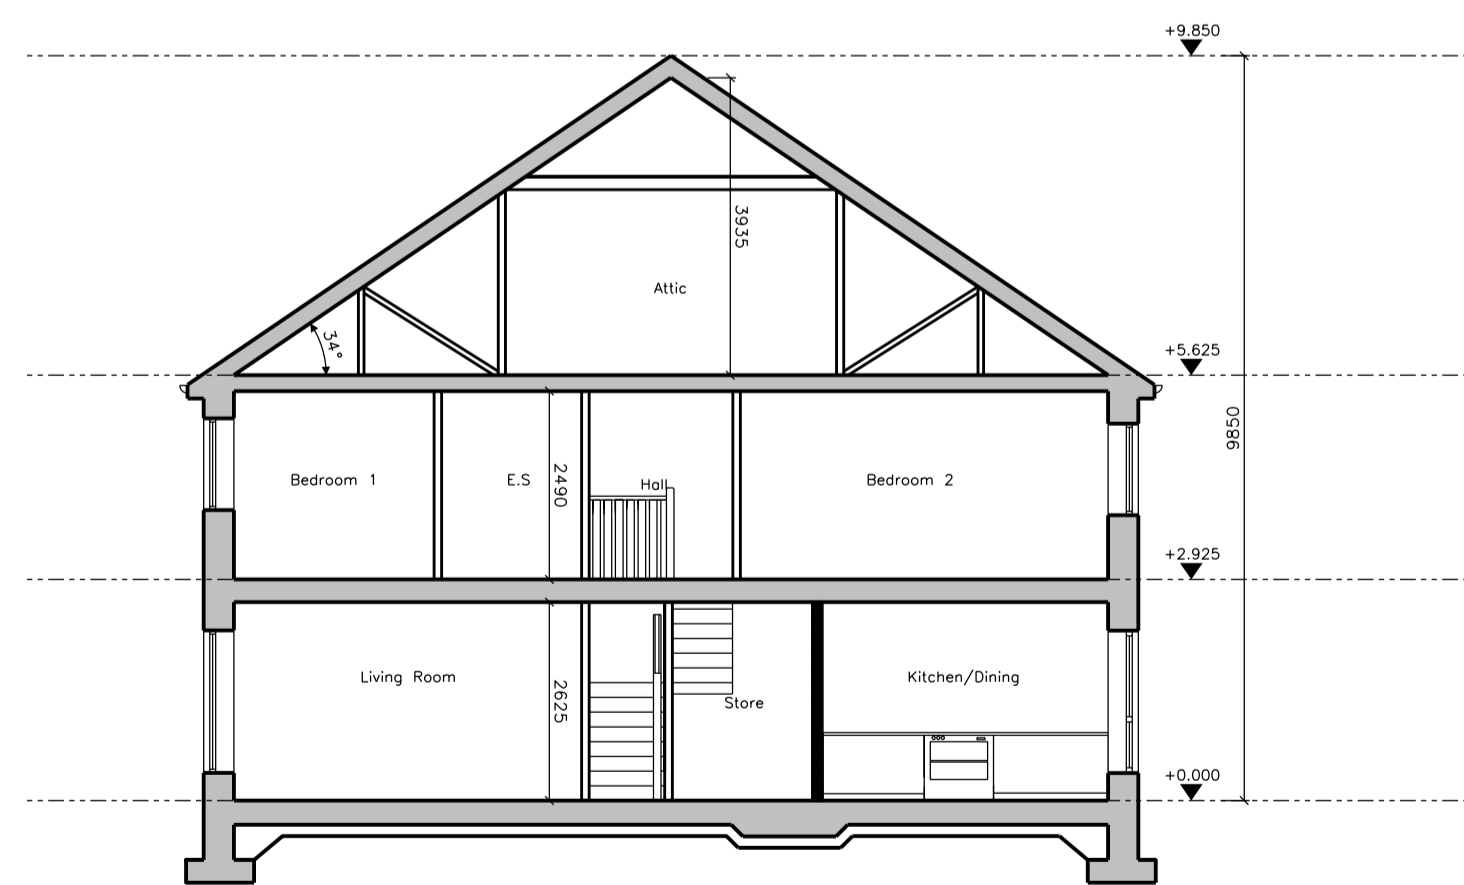 +9.850
3935
Attic
34°
+5.625
9850
Bedroom 1
E.S
2490
Hall
Bedroom 2
+2.925
Living Room
2625
Store
Kitchen/Dining
+0.000